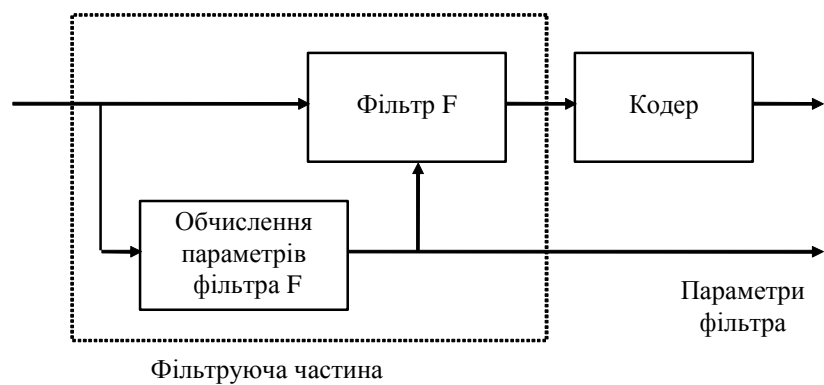 Фільтр F
Кодер
Обчислення
параметрів
фільтра F
Параметри
фільтра
Фільтруюча частина